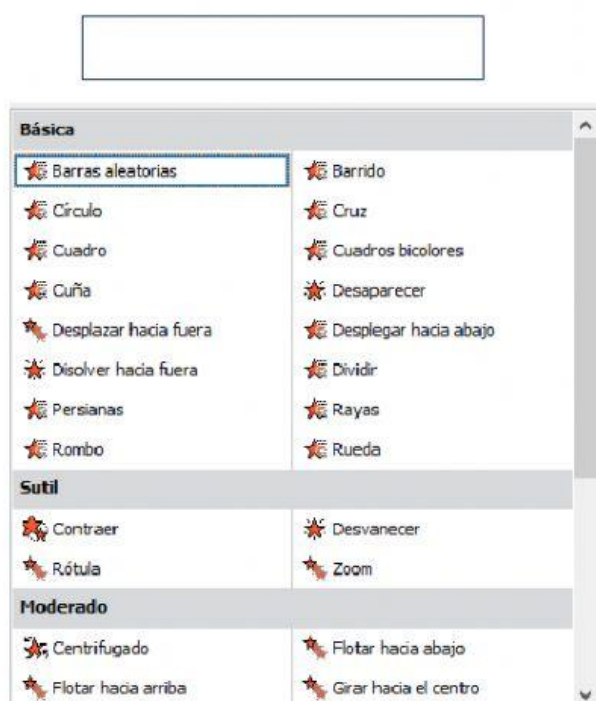 Básica
Barras aleatorias Barrido
Círculo Cruz
Cuadro Cuadros bicolores
Cuña Desaparecer
Desplazar hacia fuera Desplegar hacia abajo
Disolver hacia fuera Dividir
Persianas Rayas
Rombo Rueda
Sutil
Contraer Desvanecer
Rótula Zoom
Moderado
Centrifugado Flotar hacia abajo
Flotar hacia arriba Girar hacia el centro